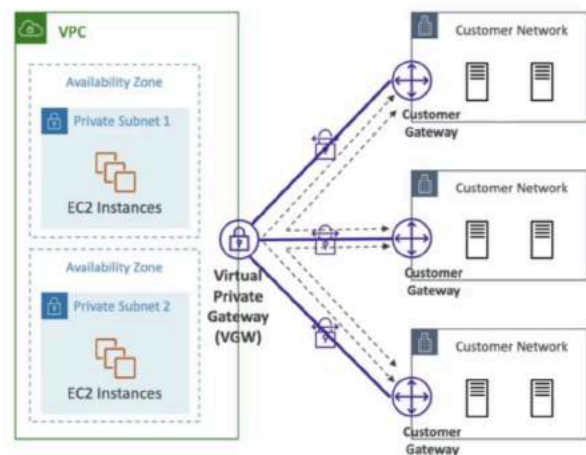 VPC
Availability Zone
Private Subnet 1
EC2 Instances
Availability Zone
Private Subnet 2
EC2 Instances
Virtual
Private
Gateway
(VGW)
Customer Network
Customer
Gateway
Customer Network
Customer
Gateway
Customer Network
Customer
Gateway